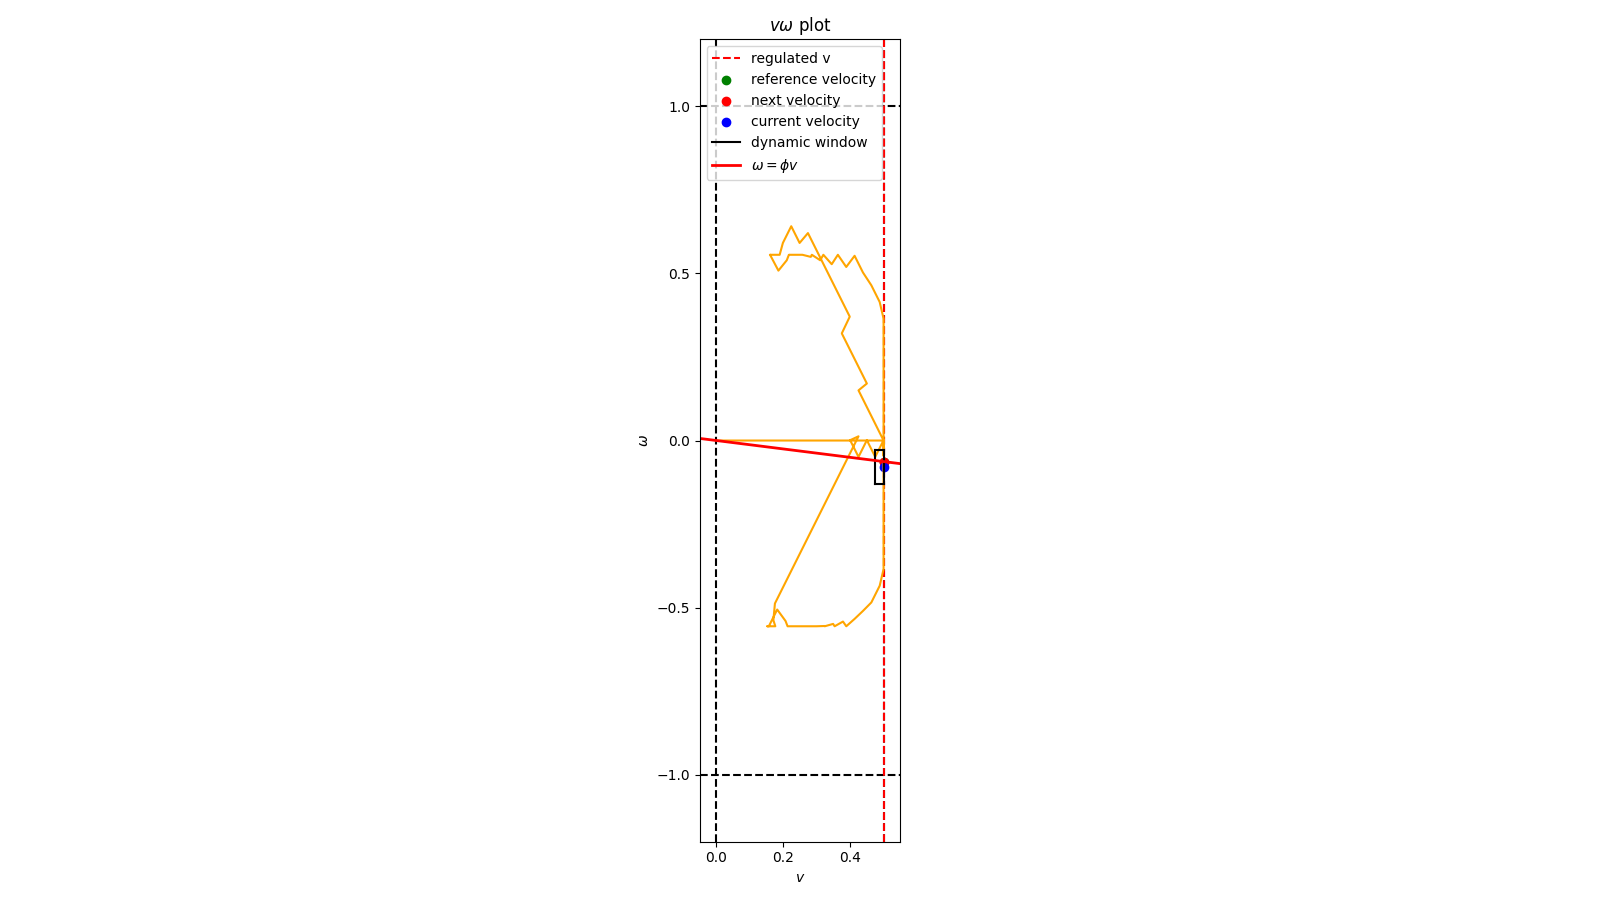 vω plot
regulated v
reference velocity
next velocity
current velocity
dynamic window
ω = ϕv
1.0
0.5
0.0
−0.5
−1.0
ω
0.0 0.2 0.4
v